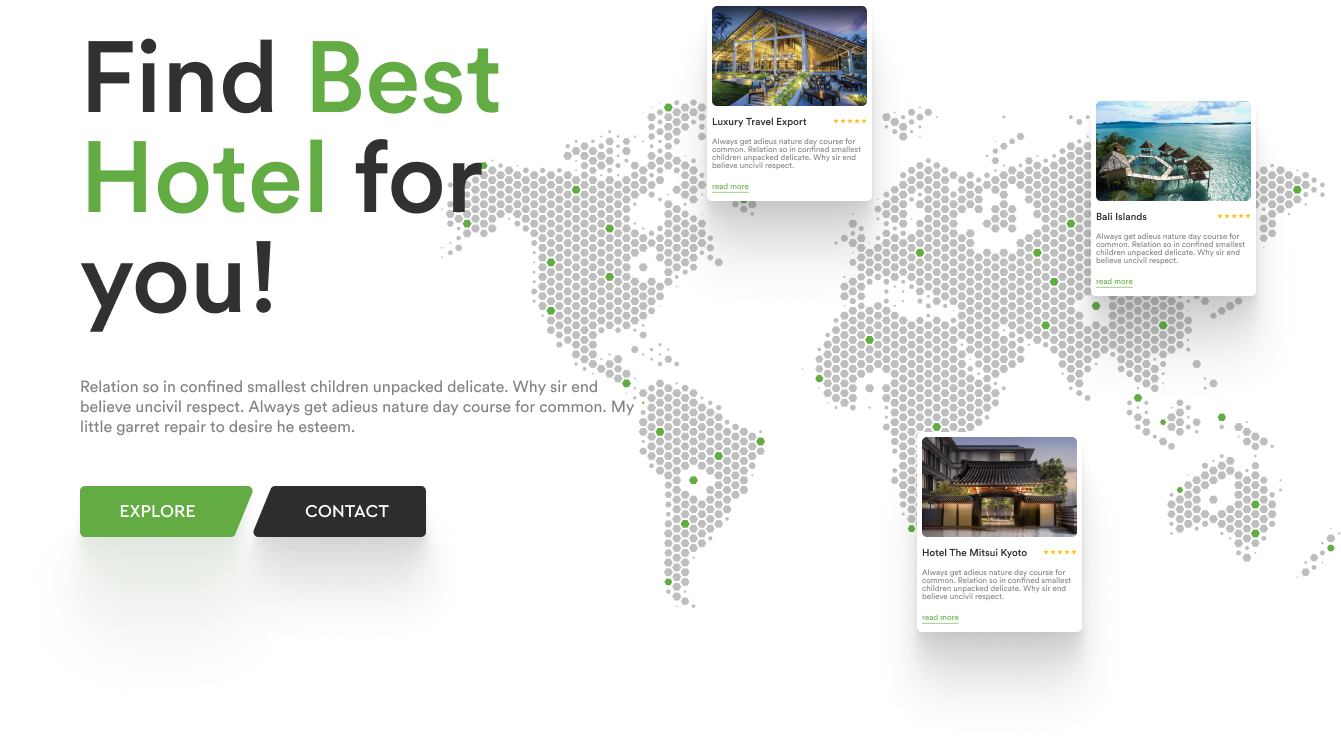 Find Best
Hotel for
you!
Relation so in confined smallest children unpacked delicate. Why sir end
believe uncivil respect. Always get adieus nature day course for common. My
little garret repair to desire he esteem.
EXPLORE
CONTACT
Luxury Travel Export
Always get adieus nature day course for
common. Relation so in confined smallest
children unpacked delicate. Why sir end
believe uncivil respect.
read more
Bali Islands
Always get adieus nature day course for
common. Relation so in confined smallest
children unpacked delicate. Why sir end
believe uncivil respect.
read more
Hotel The Mitsui Kyoto
Always get adieus nature day course for
common. Relation so in confined smallest
children unpacked delicate. Why sir end
believe uncivil respect.
read more